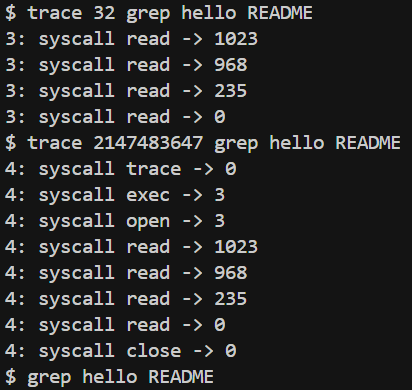 $ trace 32 grep hello README
3: syscall read -> 1023
3: syscall read -> 968
3: syscall read -> 235
3: syscall read -> 0
$ trace 2147483647 grep hello README
4: syscall trace -> 0
4: syscall exec -> 3
4: syscall open -> 3
4: syscall read -> 1023
4: syscall read -> 968
4: syscall read -> 235
4: syscall read -> 0
4: syscall close -> 0
$ grep hello README